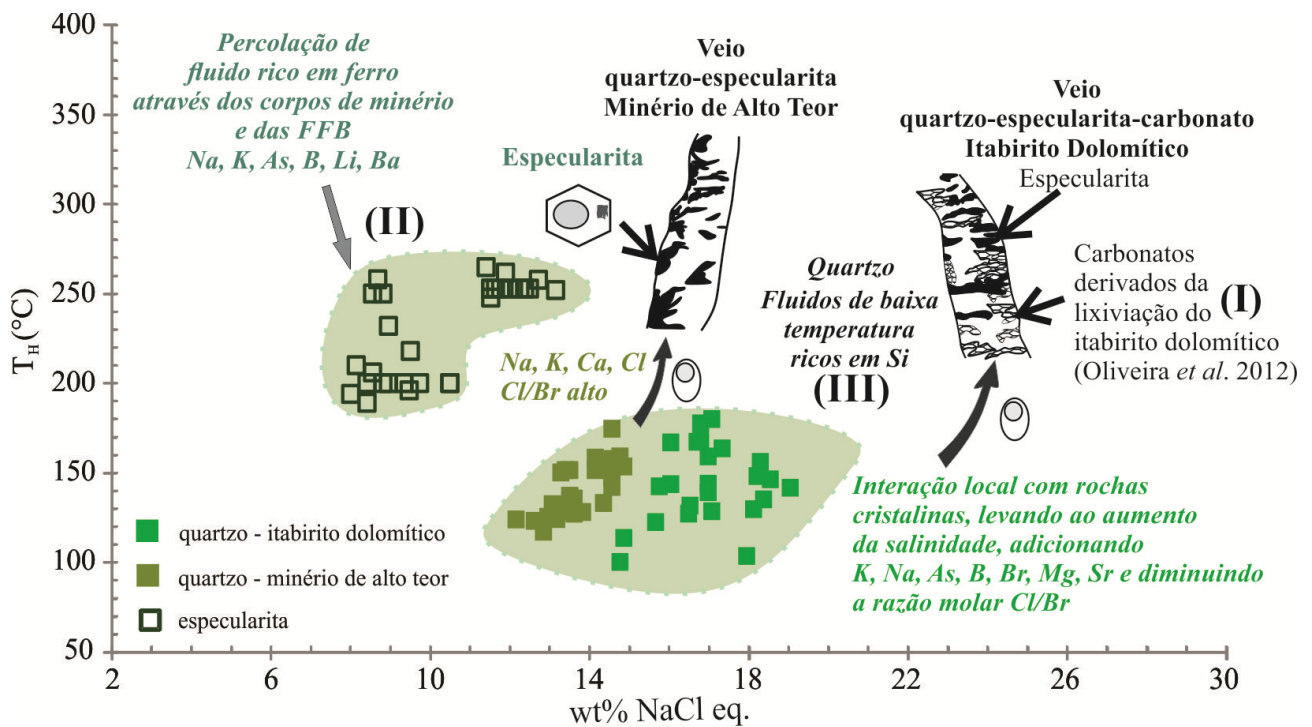 400
350
300
250
200
150
100
50
T_H (°C)
2
6
10
14
18
22
26
30
wt% NaCl eq.
Percolação de
fluido rico em ferro
através dos corpos de minério
e das FFB
Na, K, As, B, Li, Ba
(II)
Especularita
Veio
quartzo-especularita
Minério de Alto Teor
Veio
quartzo-especularita-carbonato
Itabirito Dolomítico
Especularita
Carbonatos
derivados da
lixiviação do
itabirito dolomítico
(Oliveira et al. 2012)
(I)
Quartzo
Fluidos de baixa
temperatura
ricos em Si
(III)
Na, K, Ca, Cl
Cl/Br alto
Interação local com rochas
cristalinas, levando ao aumento
da salinidade, adicionando
K, Na, As, B, Br, Mg, Sr e diminuindo
a razão molar Cl/Br
quartzo - itabirito dolomítico
quartzo - minério de alto teor
especularita